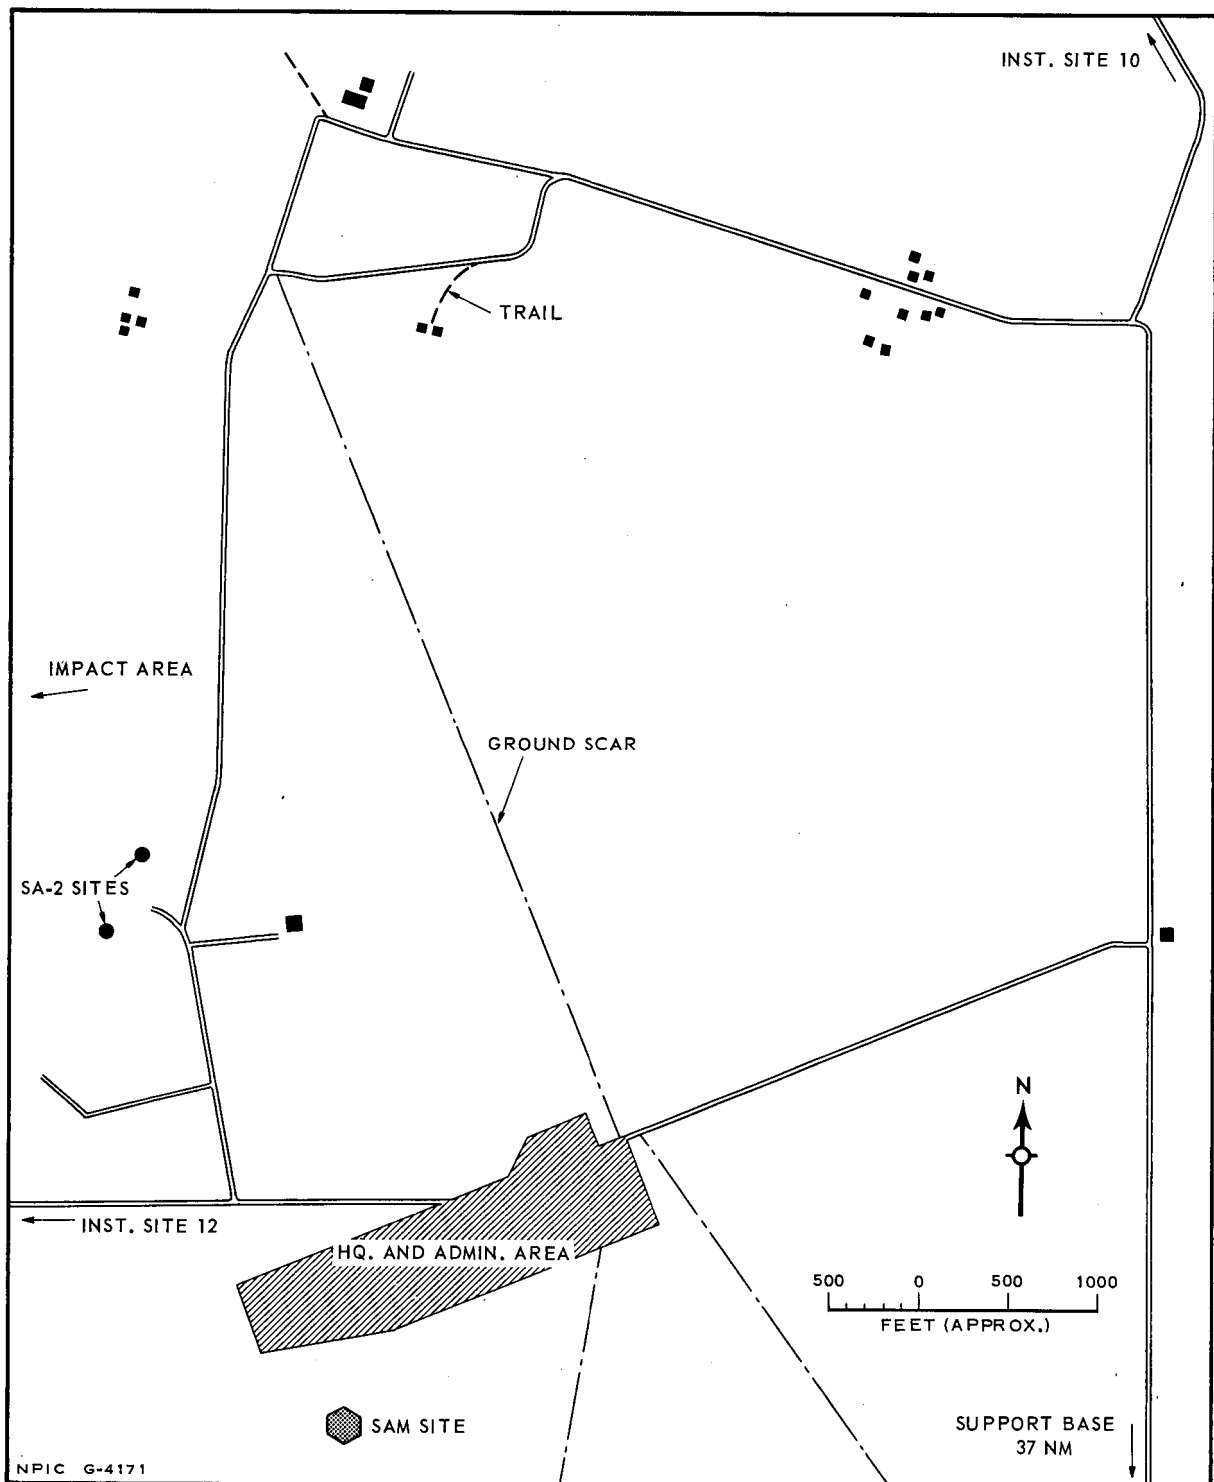 INST. SITE 10
TRAIL
IMPACT AREA
GROUND SCAR
SA-2 SITES
N
INST. SITE 12
HQ. AND ADMIN. AREA
500 0 500 1000
FEET (APPROX.)
SAM SITE
SUPPORT BASE
37 NM
NPIC G-4171